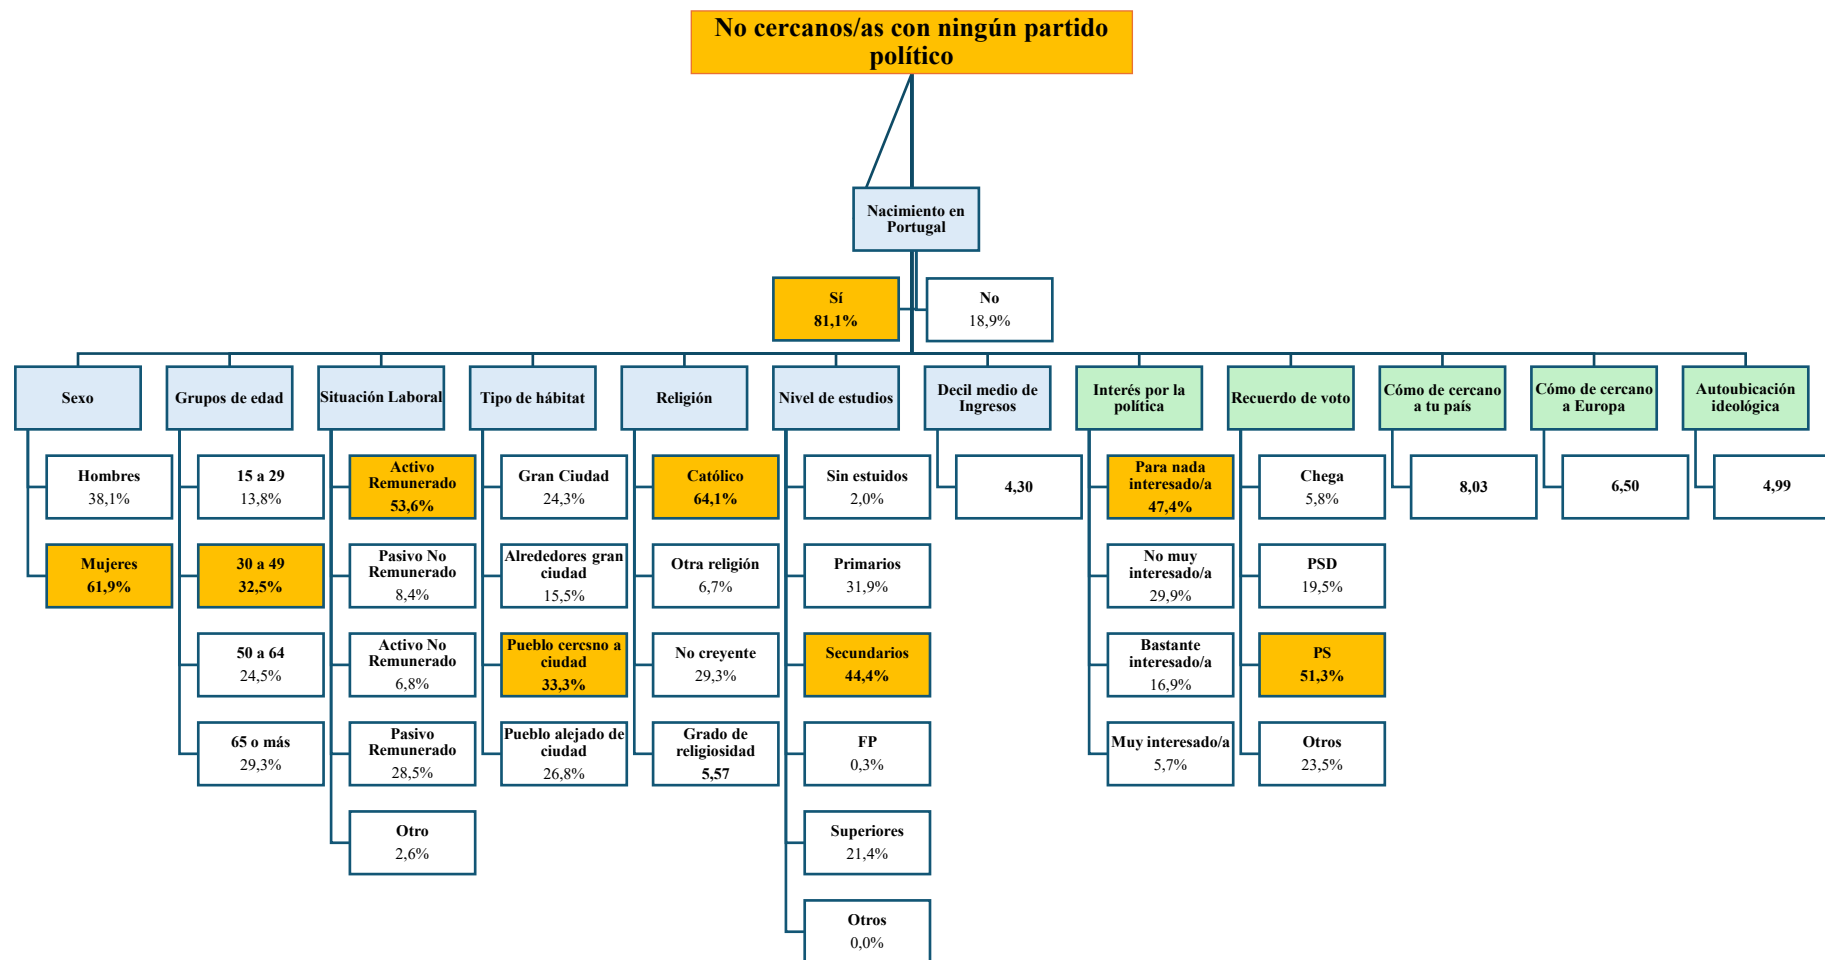 No cercanos/as con ningún partido
político
Nacimiento en
Portugal
Sí
81,1%
No
18,9%
Sexo
Hombres
38,1%
Mujeres
61,9%
Grupos de edad
15 a 29
13,8%
30 a 49
32,5%
50 a 64
24,5%
65 o más
29,3%
Situación Laboral
Activo
Remunerado
53,6%
Pasivo No
Remunerado
8,4%
Activo No
Remunerado
6,8%
Pasivo
Remunerado
28,5%
Otro
2,6%
Tipo de hábitat
Gran Ciudad
24,3%
Alrededores gran
ciudad
15,5%
Pueblo cercsno a
ciudad
33,3%
Pueblo alejado de
ciudad
26,8%
Religión
Católico
64,1%
Otra religión
6,7%
No creyente
29,3%
Grado de
religiosidad
5,57
Nivel de estudios
Sin estuidos
2,0%
Primarios
31,9%
Secundarios
44,4%
FP
0,3%
Superiores
21,4%
Otros
0,0%
Decil medio de
Ingresos
4,30
Interés por la
política
Para nada
interesado/a
47,4%
No muy
interesado/a
29,9%
Bastante
interesado/a
16,9%
Muy interesado/a
5,7%
Recuerdo de voto
Chega
5,8%
PSD
19,5%
PS
51,3%
Otros
23,5%
Cómo de cercano
a tu país
8,03
Cómo de cercano
a Europa
6,50
Autoubicación
ideológica
4,99